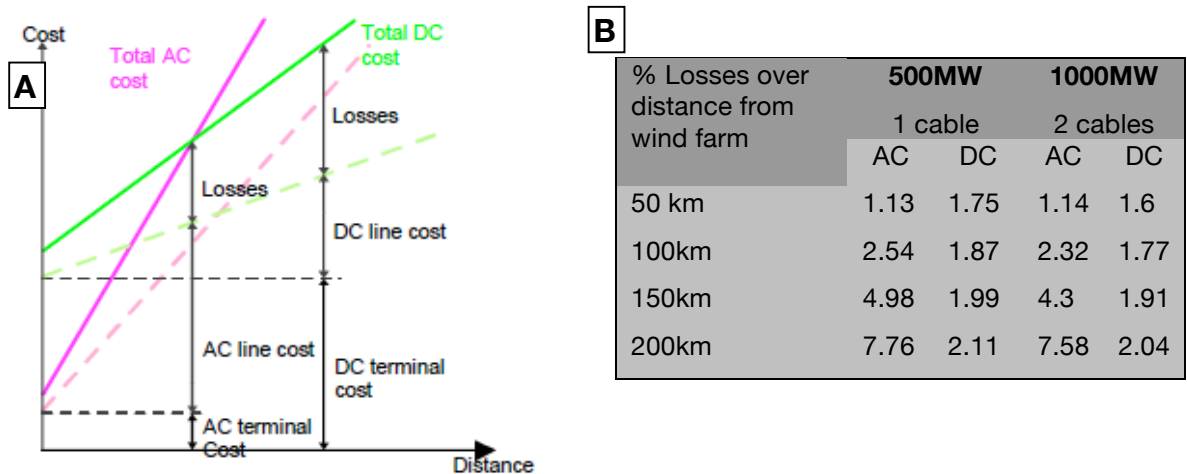 A
Cost
Total AC
cost
Total DC
cost
Losses
Losses
DC line cost
AC line cost
DC terminal
cost
AC terminal
Cost
Distance
B
% Losses over
distance from
wind farm
500MW 1000MW
1 cable 2 cables
AC DC AC DC
50 km 1.13 1.75 1.14 1.6
100km 2.54 1.87 2.32 1.77
150km 4.98 1.99 4.3 1.91
200km 7.76 2.11 7.58 2.04